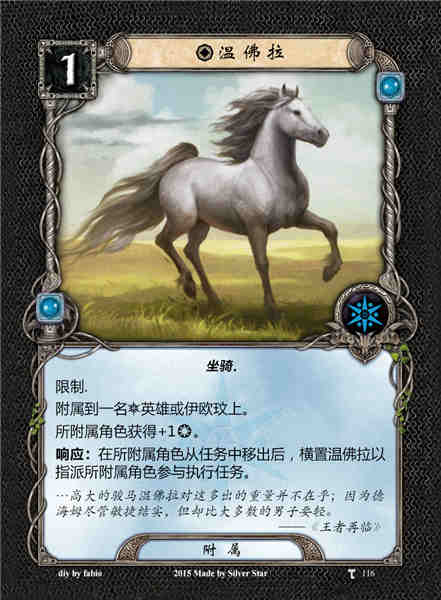 1
温佛拉
坐骑.
限制.
附属到一名英雄或伊欧玟上。
所附属角色获得+1。
响应：在所附属角色从任务中移出后，横置温佛拉以
指派所附属角色参与执行任务。
…高大的骏马温佛拉对这多出的重量并不在乎；因为德
海姆尽管敏捷结实，但却比大多数的男子要轻。
——《王者再临》
附 属
diy by fabio 2015 Made by Silver Star 116